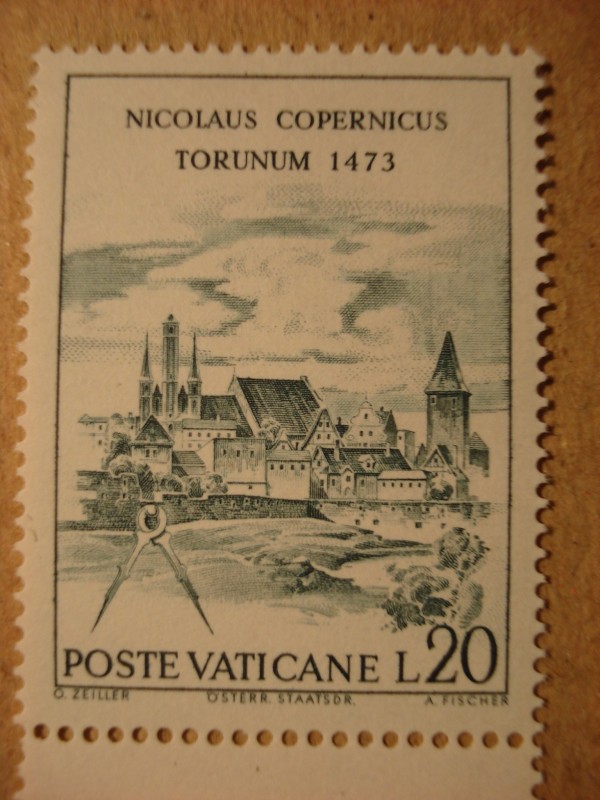 NICOLAUS COPERNICUS
TORUNUM 1473
POSTE VATICANE L20
O. ZEILLER ÖSTERR. STAATSDR. A. FISCHER